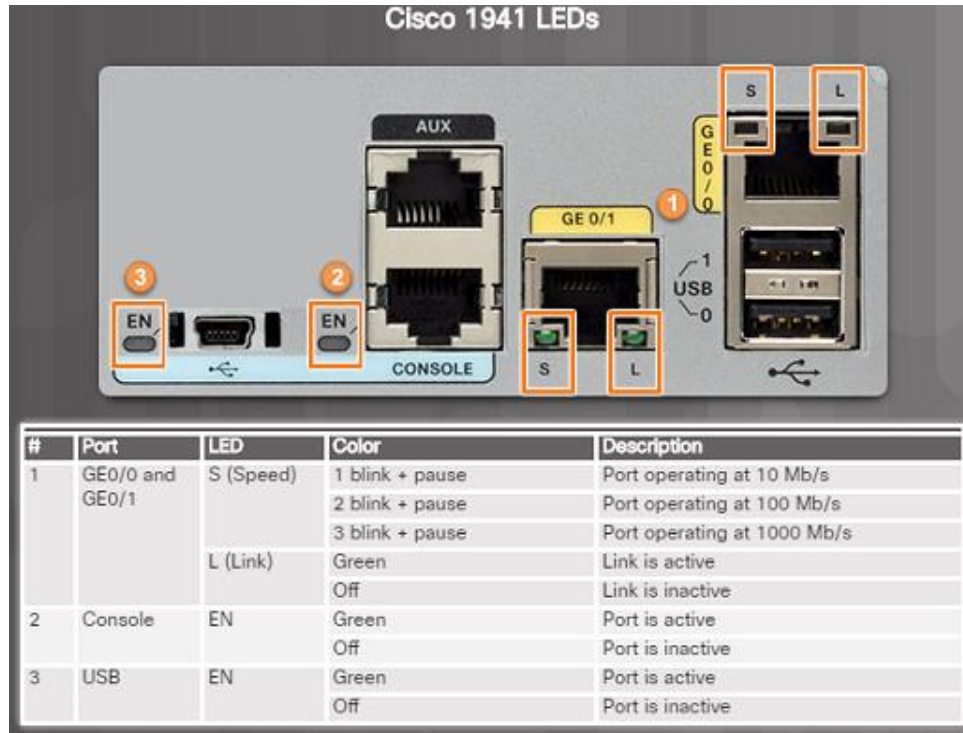 Cisco 1941 LEDs
S
L
AUX
GE0/0
1
GE 0/1
1
USB
0
3
2
EN
EN
CONSOLE
S
L
# Port LED Color Description
1 GE0/0 and GE0/1 S (Speed) 1 blink + pause Port operating at 10 Mb/s
2 blink + pause Port operating at 100 Mb/s
3 blink + pause Port operating at 1000 Mb/s
L (Link) Green Link is active
Off Link is inactive
2 Console EN Green Port is active
Off Port is inactive
3 USB EN Green Port is active
Off Port is inactive